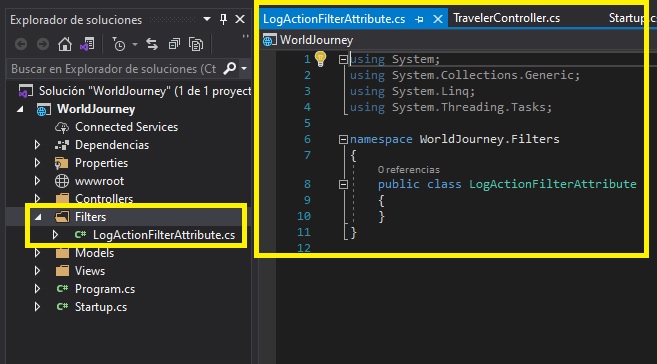 Explorador de soluciones
Buscar en Explorador de soluciones (Ct
Solución "WorldJourney" (1 de 1 proyect
WorldJourney
Connected Services
Dependencias
Properties
wwwroot
Controllers
Filters
C# LogActionFilterAttribute.cs
Models
Views
C# Program.cs
C# Startup.cs
LogActionFilterAttribute.cs
TravelerController.cs
Startup.c
WorldJourney
1 using System;
2 using System.Collections.Generic;
3 using System.Linq;
4 using System.Threading.Tasks;
5
6 namespace WorldJourney.Filters
7 {
0 referencias
8 public class LogActionFilterAttribute
9 {
10 }
11 }
12